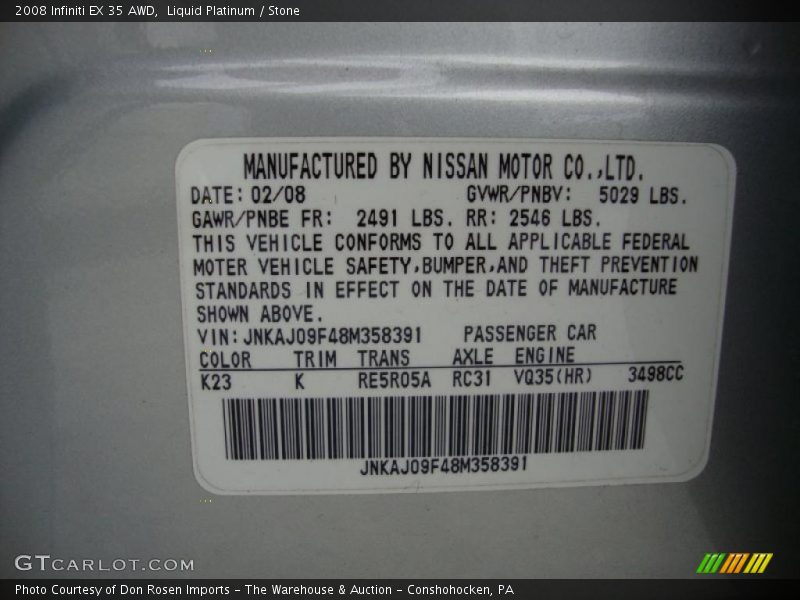 2008 Infiniti EX 35 AWD, Liquid Platinum / Stone
MANUFACTURED BY NISSAN MOTOR CO.,LTD.
DATE: 02/08 GVWR/PNBV: 5029 LBS.
GAWR/PNBE FR: 2491 LBS. RR: 2546 LBS.
THIS VEHICLE CONFORMS TO ALL APPLICABLE FEDERAL
MOTER VEHICLE SAFETY,BUMPER,AND THEFT PREVENTION
STANDARDS IN EFFECT ON THE DATE OF MANUFACTURE
SHOWN ABOVE.
VIN: JNKAJ09F48M358391 PASSENGER CAR
COLOR TRIM TRANS AXLE ENGINE
K23 K RE5R05A RC31 VQ35(HR) 3498CC
JNKAJ09F48M358391
GTCARLOT.COM
Photo Courtesy of Don Rosen Imports - The Warehouse & Auction - Conshohocken, PA